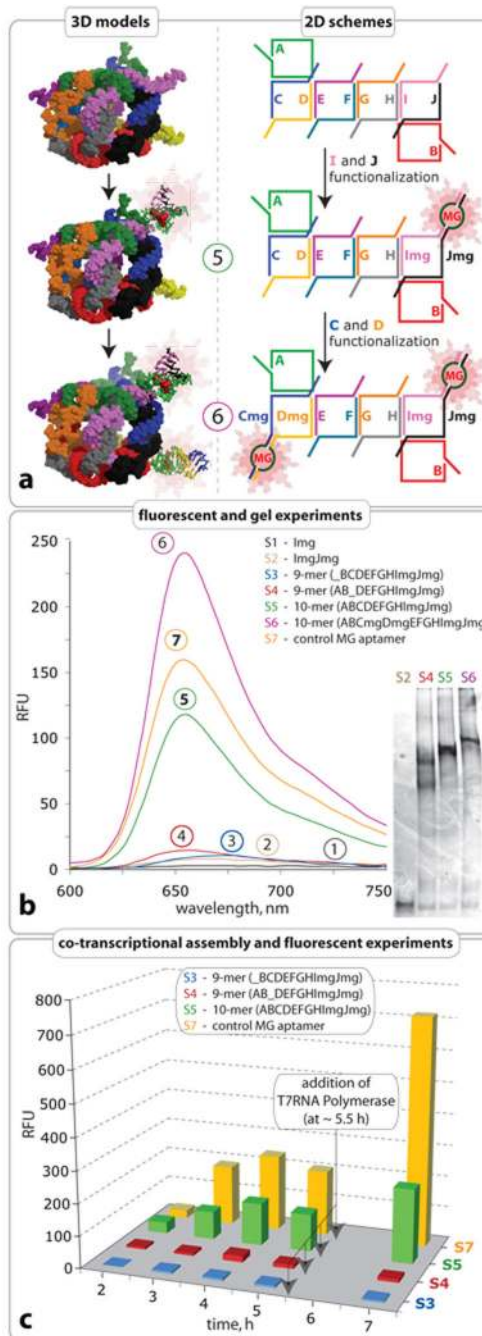 3D models
2D schemes
A
C D E F G H I J
B
I and J
functionalization
MG
A
5
C D E F G H Img Jmg
B
C and D
functionalization
MG
A
6
Cmg Dmg E F G H Img Jmg
MG
B
a
fluorescent and gel experiments
250
200
150
100
50
0
RFU
600 650 700 750
wavelength, nm
6
7
5
4
3
2
1
S1 - Img
S2 - ImgJmg
S3 - 9-mer (_BCDEFGHImgJmg)
S4 - 9-mer (AB_DEFGHImgJmg)
S5 - 10-mer (ABCDEFGHImgJmg)
S6 - 10-mer (ABCmgDmgEFGHImgJmg)
S7 - control MG aptamer
S2 S4 S5 S6
b
co-transcriptional assembly and fluorescent experiments
800
700
600
500
400
300
200
100
0
RFU
S3 - 9-mer (_BCDEFGHImgJmg)
S4 - 9-mer (AB_DEFGHImgJmg)
S5 - 10-mer (ABCDEFGHImgJmg)
S7 - control MG aptamer
addition of
T7RNA Polymerase
(at ~ 5.5 h)
2 3 4 5 6 7
time, h
S7
S5
S4
S3
c